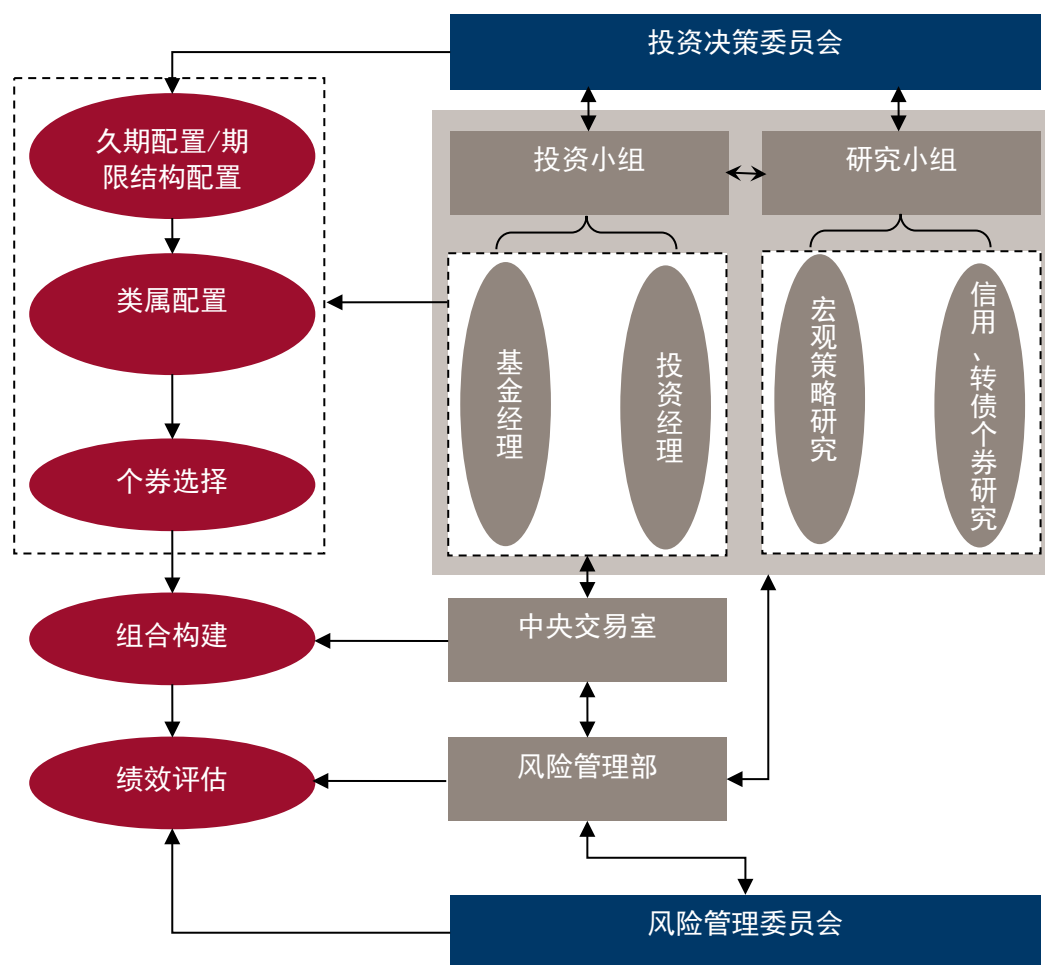 投资决策委员会
久期配置/期
限结构配置
投资小组
研究小组
类属配置
基金经理
投资经理
宏观策略研究
信用、转债个券研究
个券选择
组合构建
中央交易室
绩效评估
风险管理部
风险管理委员会